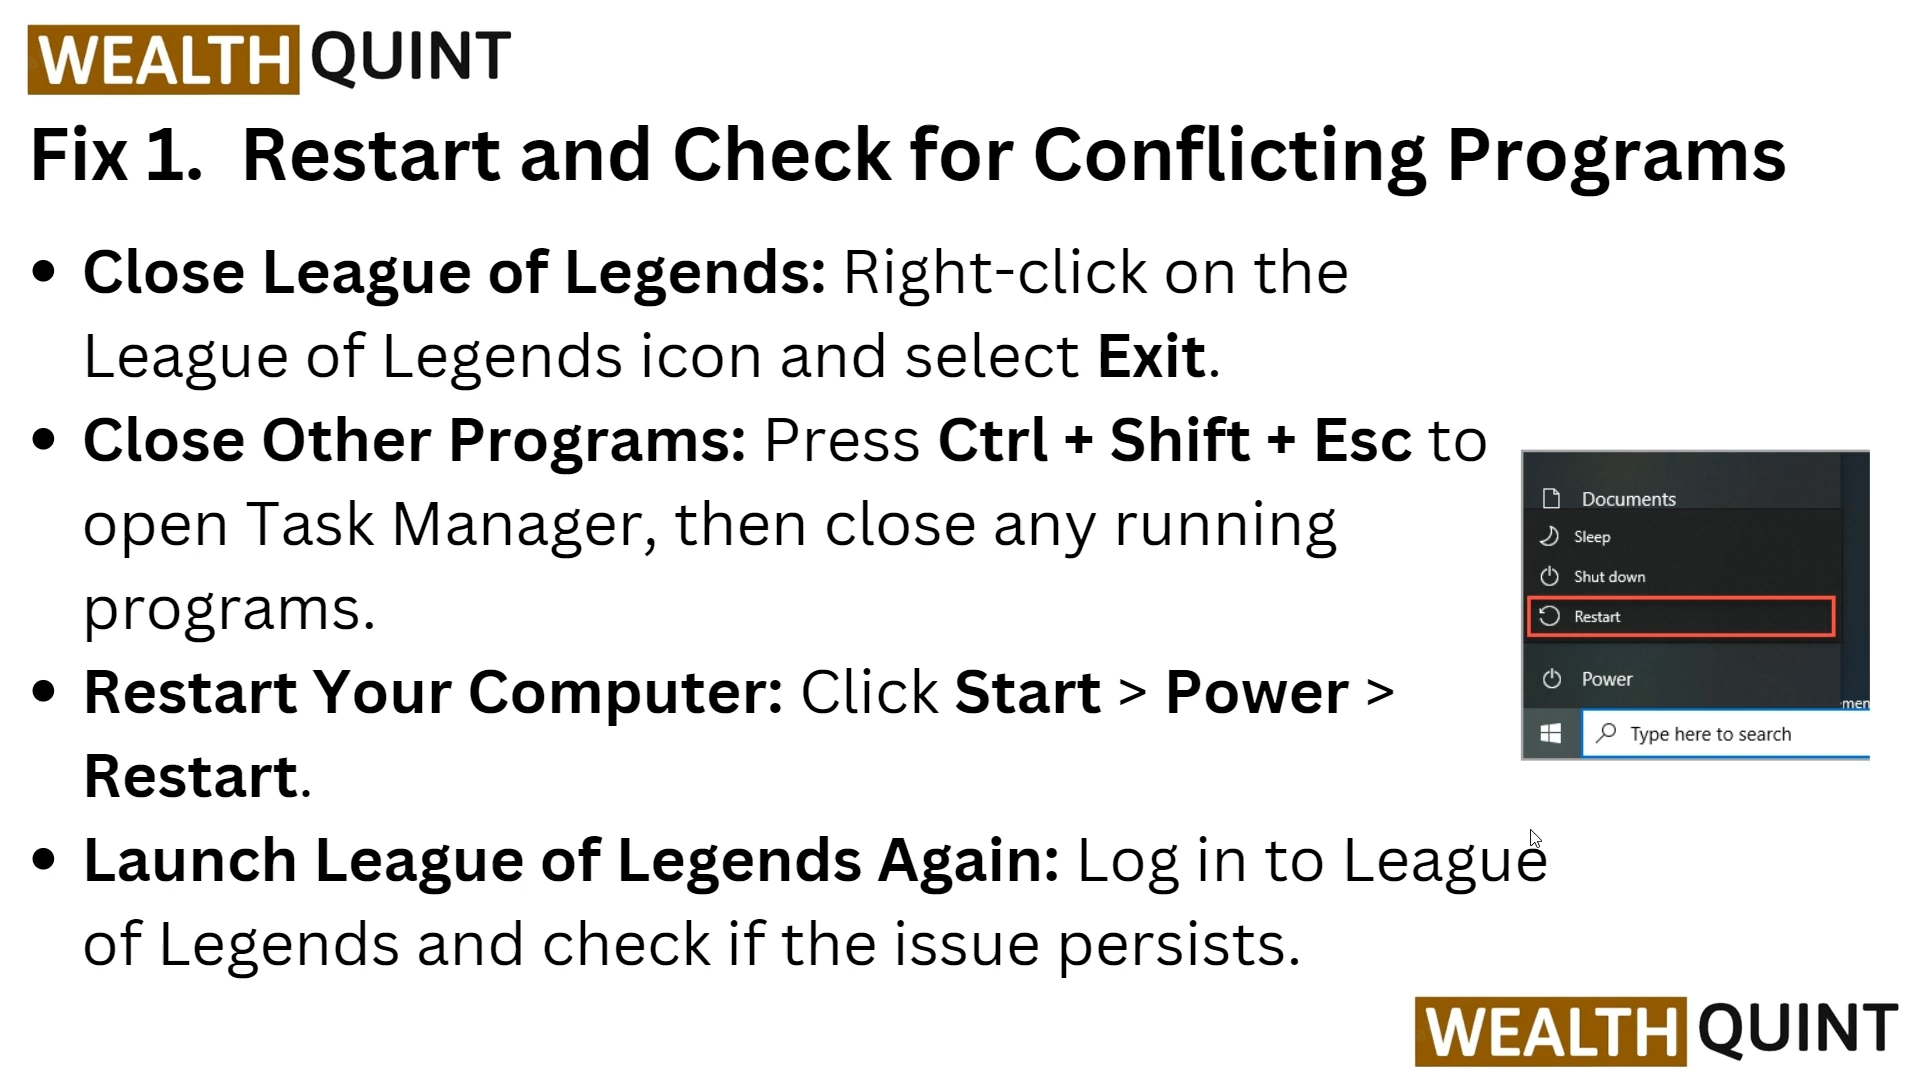 WEALTH QUINT
Fix 1. Restart and Check for Conflicting Programs
• Close League of Legends: Right-click on the
League of Legends icon and select Exit.
• Close Other Programs: Press Ctrl + Shift + Esc to
open Task Manager, then close any running
programs.
• Restart Your Computer: Click Start > Power >
Restart.
• Launch League of Legends Again: Log in to League
of Legends and check if the issue persists.
Documents
Sleep
Shut down
Restart
Power
Type here to search
WEALTH QUINT